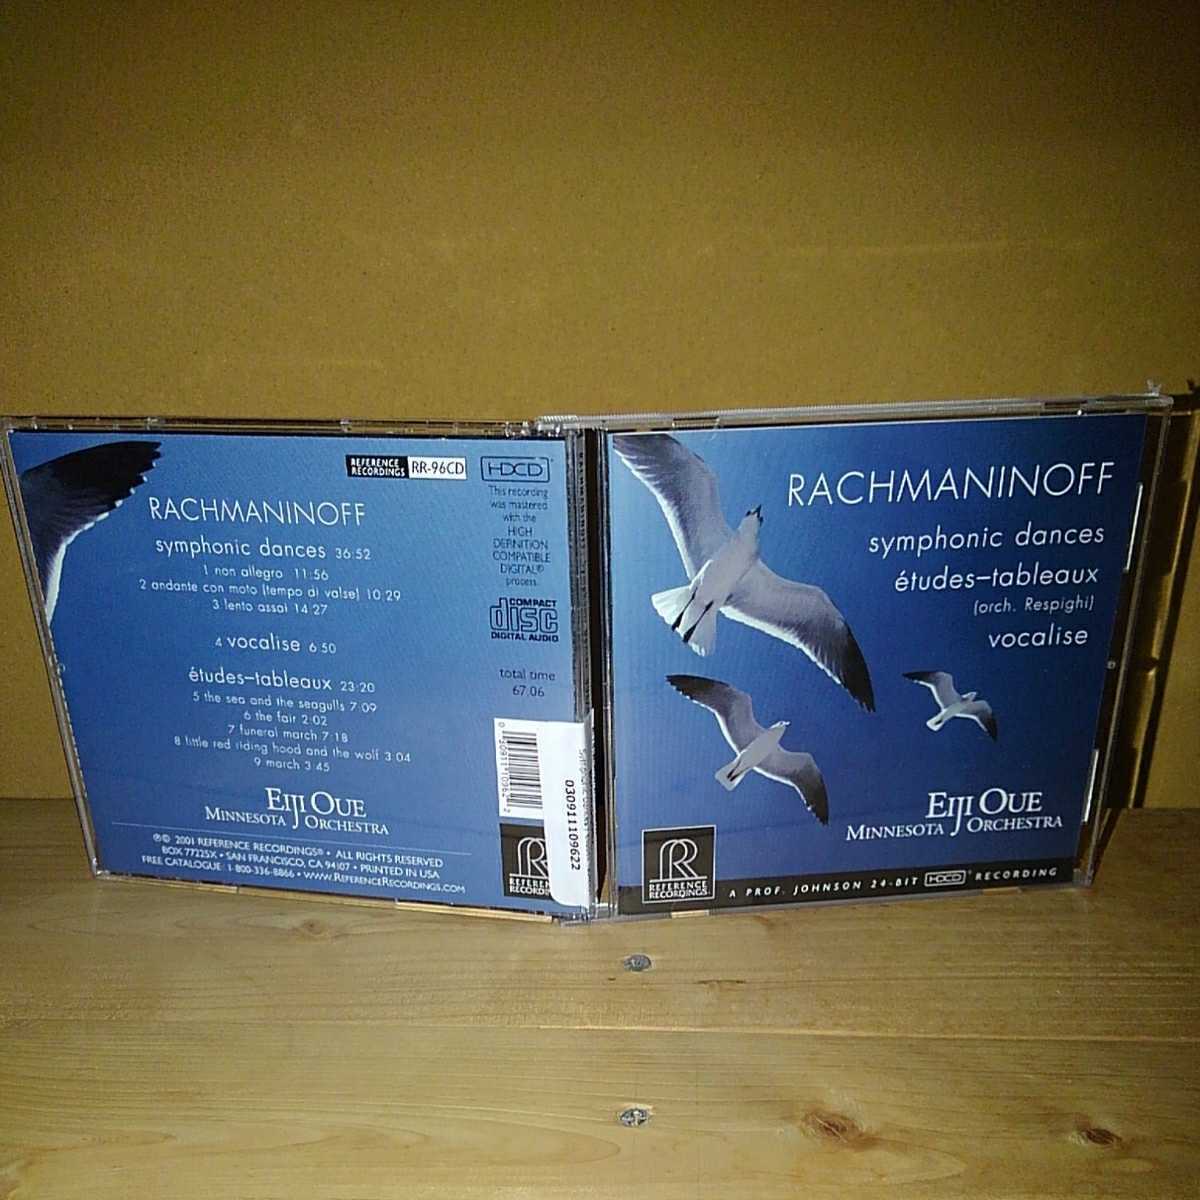 REFERENCE
RECORDINGS
RR-96CD
HDCD
This recording
was mastered
with the
HIGH
DEFINITION
COMPATIBLE
DIGITAL®
process.
COMPACT
disc
DIGITAL AUDIO
total time
67:06
RACHMANINOFF
symphonic dances 36:52
1 non allegro 11:56
2 andante con moto (tempo di valse) 10:29
3 lento assai 14:27
4 vocalise 6:50
études–tableaux 23:20
5 the sea and the seagulls 7:09
6 the fair 2:02
7 funeral march 7:18
8 little red riding hood and the wolf 3:04
9 march 3:45
EIJI OUE
MINNESOTA ORCHESTRA
℗© 2001 REFERENCE RECORDINGS® • ALL RIGHTS RESERVED
BOX 77225X • SAN FRANCISCO, CA 94107 • PRINTED IN USA
FREE CATALOGUE: 1-800-336-8866 • WWW.REFERENCERECORDINGS.COM
0 30911 10962 2
030911109622
RACHMANINOFF
symphonic dances
études–tableaux
(orch. Respighi)
vocalise
EIJI OUE
MINNESOTA ORCHESTRA
R
REFERENCE
RECORDINGS
A PROF. JOHNSON 24-BIT HDCD RECORDING